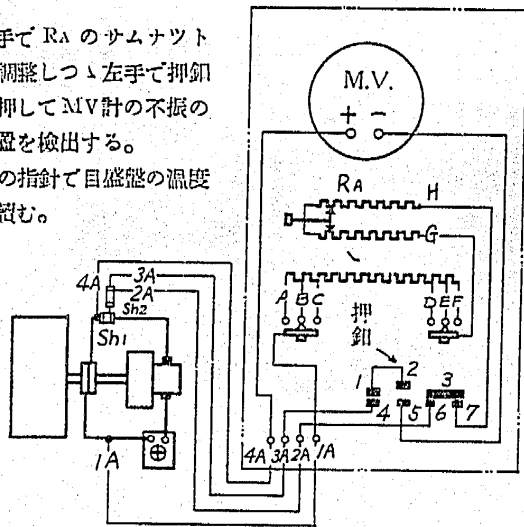 手で RA のサムナツト
調整しつゝ左手で押釦
押して MV計の不振の
置を検出する。
の指針で目盛盤の温度
読む。
M.V.
+ −
RA H
G
A B C D E F
押
釦
1 2 3
4 5 6 7
4A 3A 2A 1A
4A 3A
2A
Sh2
Sh1
1A